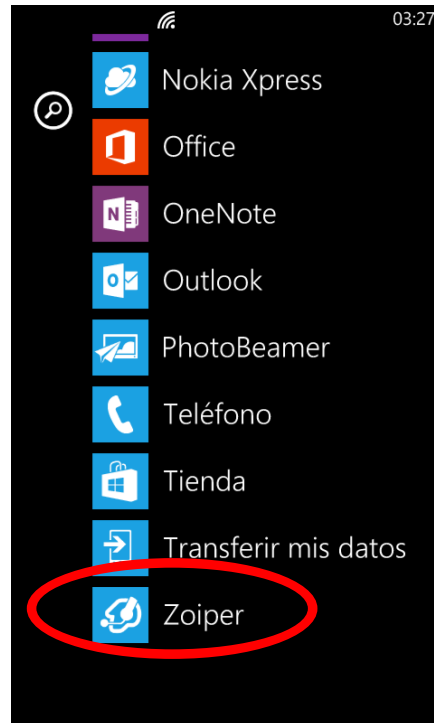 03:27
Nokia Xpress
Office
N
OneNote
o
Outlook
PhotoBeamer
Teléfono
Tienda
Transferir mis datos
Zoiper